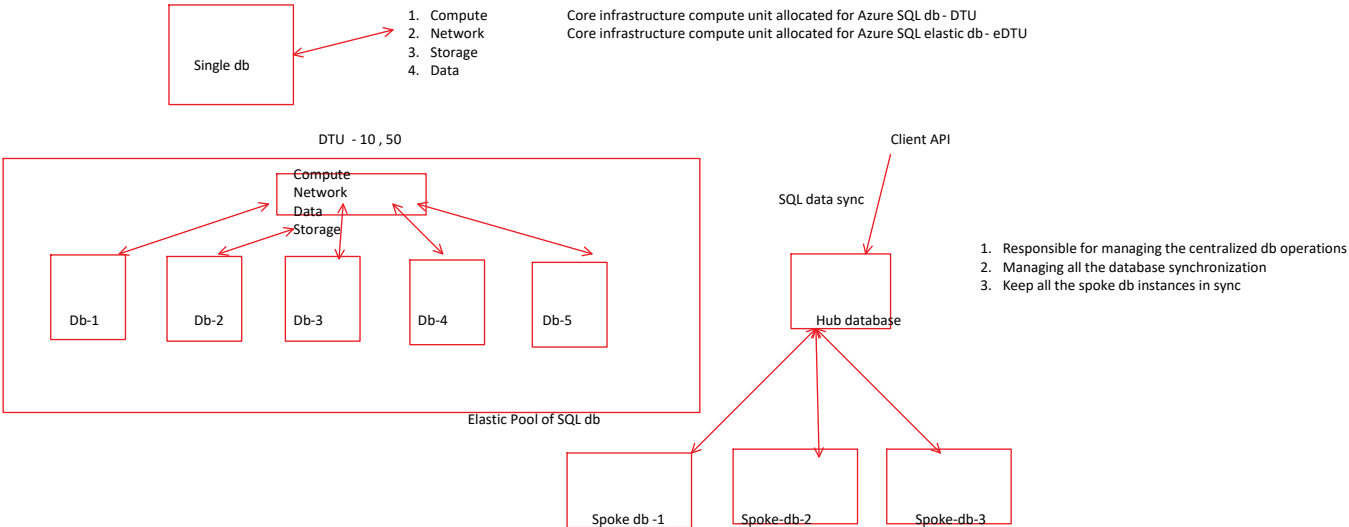 1. Compute
2. Network
3. Storage
4. Data
Core infrastructure compute unit allocated for Azure SQL db - DTU
Core infrastructure compute unit allocated for Azure SQL elastic db - eDTU
Single db
DTU - 10 , 50
Compute
Network
Data
Storage
Db-1
Db-2
Db-3
Db-4
Db-5
Elastic Pool of SQL db
Client API
SQL data sync
Hub database
1. Responsible for managing the centralized db operations
2. Managing all the database synchronization
3. Keep all the spoke db instances in sync
Spoke db -1
Spoke-db-2
Spoke-db-3